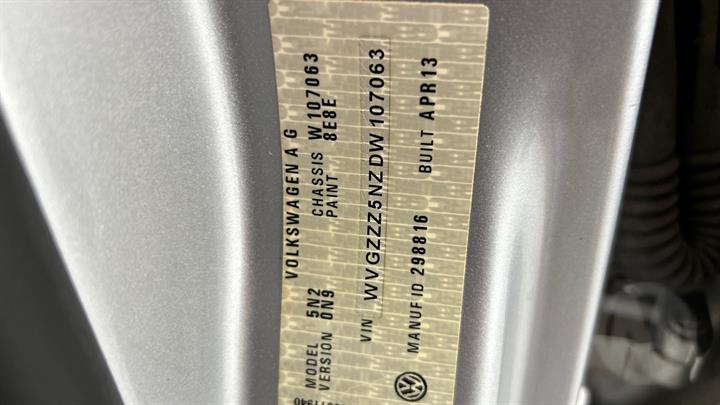 VOLKSWAGEN A G
MODEL 5N2 CHASSIS W107063
VERSION 0N9 PAINT 8E8E
VIN WVGZZZ5NZDW107063
MANUF ID 298816 BUILT APR13